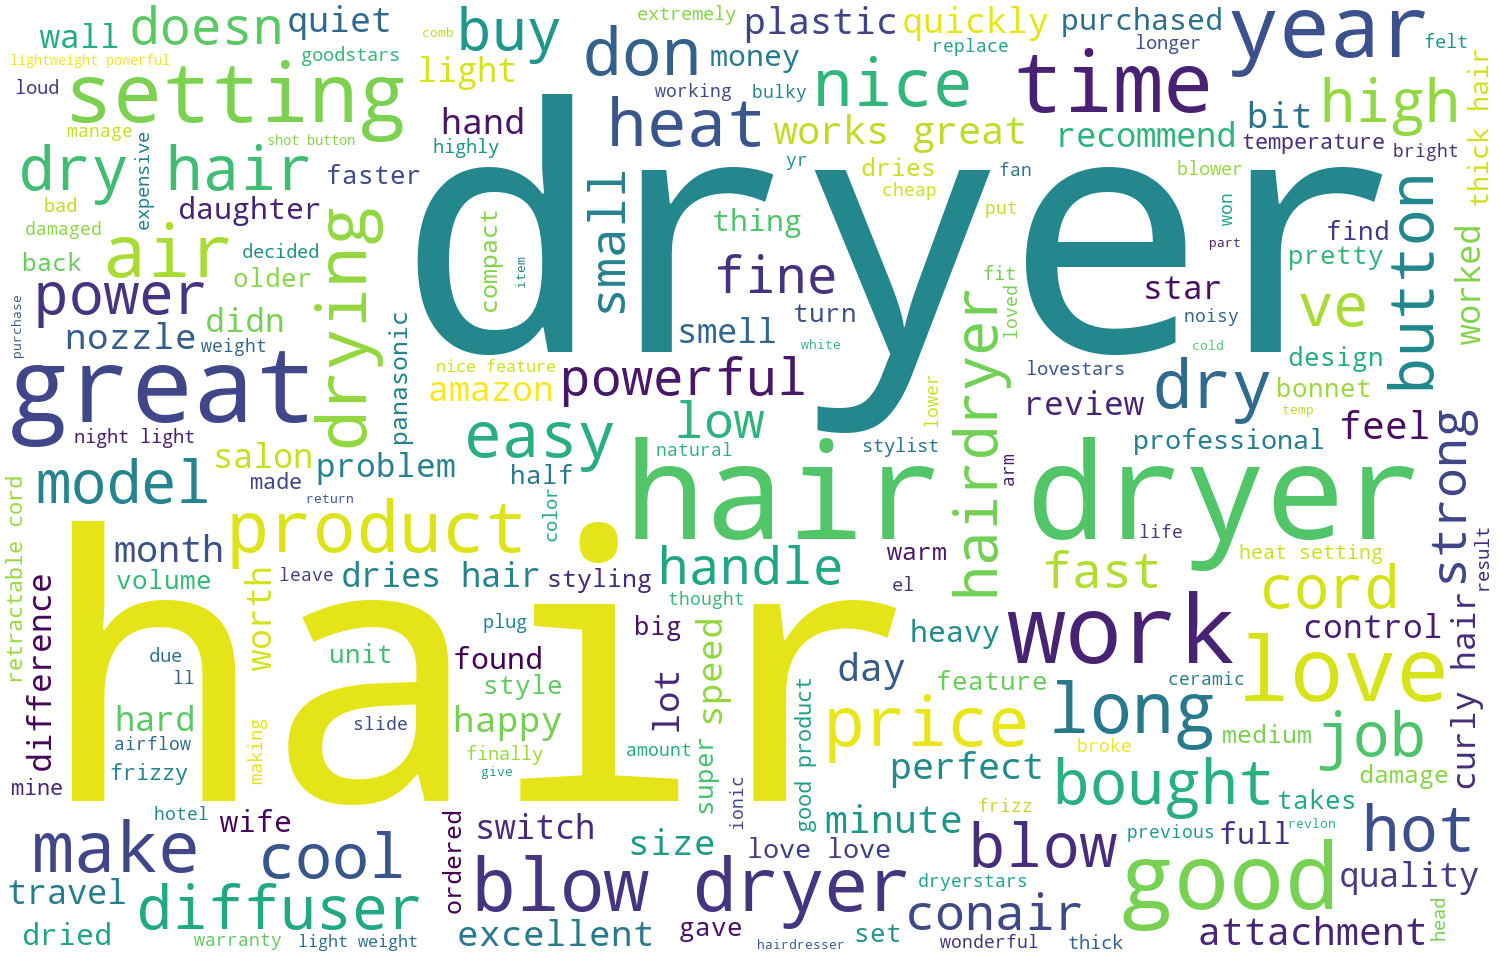 wall
doesn
quiet
buy
extremely
plastic
quickly
purchased
year
lightweight powerful
goodstars
comb
don
money
replace
longer
felt
loud
setting
light
working
bulky
nice
time
high
thick hair
manage
shot button
hand
heat
works great
recommend
bit
temperature
bright
dry hair
expensive
faster
highly
dryer
yr
dries
fan
blower
bad
daughter
small
cheap
put
won
button
damaged
air
drying
decided
compact
item
thing
star
part
find
pretty
worked
back
older
fine
fit
loved
purchase
power
didn
panasonic
turn
noisy
ve
nozzle
weight
smell
white
hairdryer
cold
design
great
nice feature
amazon
powerful
lower
lovestars
review
dry
bonnet
temp
night light
easy
low
natural
stylist
professional
feel
strong
salon
problem
half
hair dryer
arm
model
made
return
color
life
retractable cord
product
month
hair
dries hair
styling
handle
warm
fast
heat setting
result
volume
worth
leave
thought
el
cord
difference
plug
big
heavy
work
control
curly hair
due
unit
found
lot
super speed
day
feature
ceramic
love
ll
style
hard
slide
happy
good product
price
long
medium
job
airflow
making
finally
amount
broke
frizzy
give
perfect
bought
damage
mine
ionic
hotel
wife
ordered
switch
size
minute
frizz
takes
make
cool
love love
blow
previous
full
revlon
hot
travel
diffuser
blow dryer
dryerstars
good
quality
dried
warranty
light weight
excellent
gave
hairdresser
set
conair
wonderful
thick
attachment
head